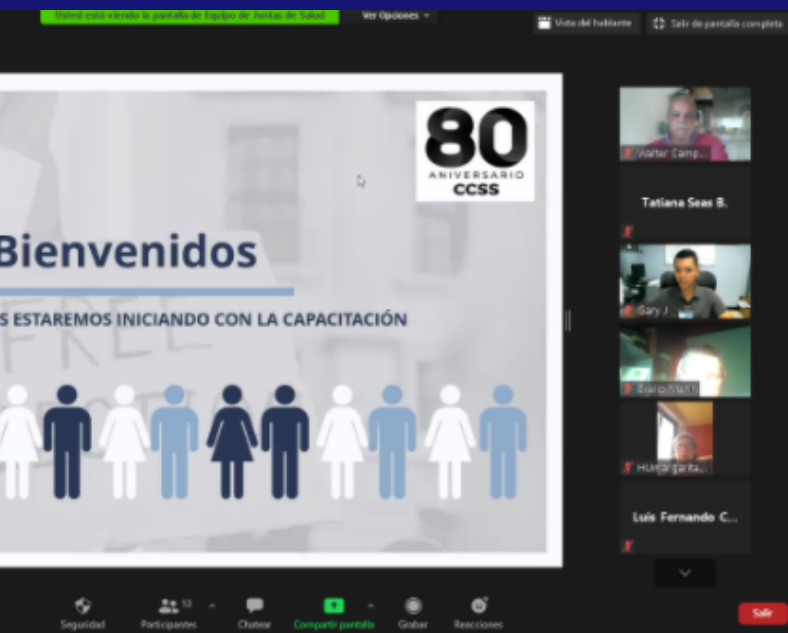 Usted está viendo la pantalla de Equipo de Juntas de Salud
Ver Opciones
Vista del hablante
Salir de pantalla completa
80
ANIVERSARIO
CCSS
Bienvenidos
S ESTAREMOS INICIANDO CON LA CAPACITACIÓN
FREE
Walter Camp...
Tatiana Seas B.
Gary J
HUmargarita...
Luis Fernando C...
Seguridad
Participantes
13
Chatear
Compartir pantalla
Grabar
Reacciones
Salir